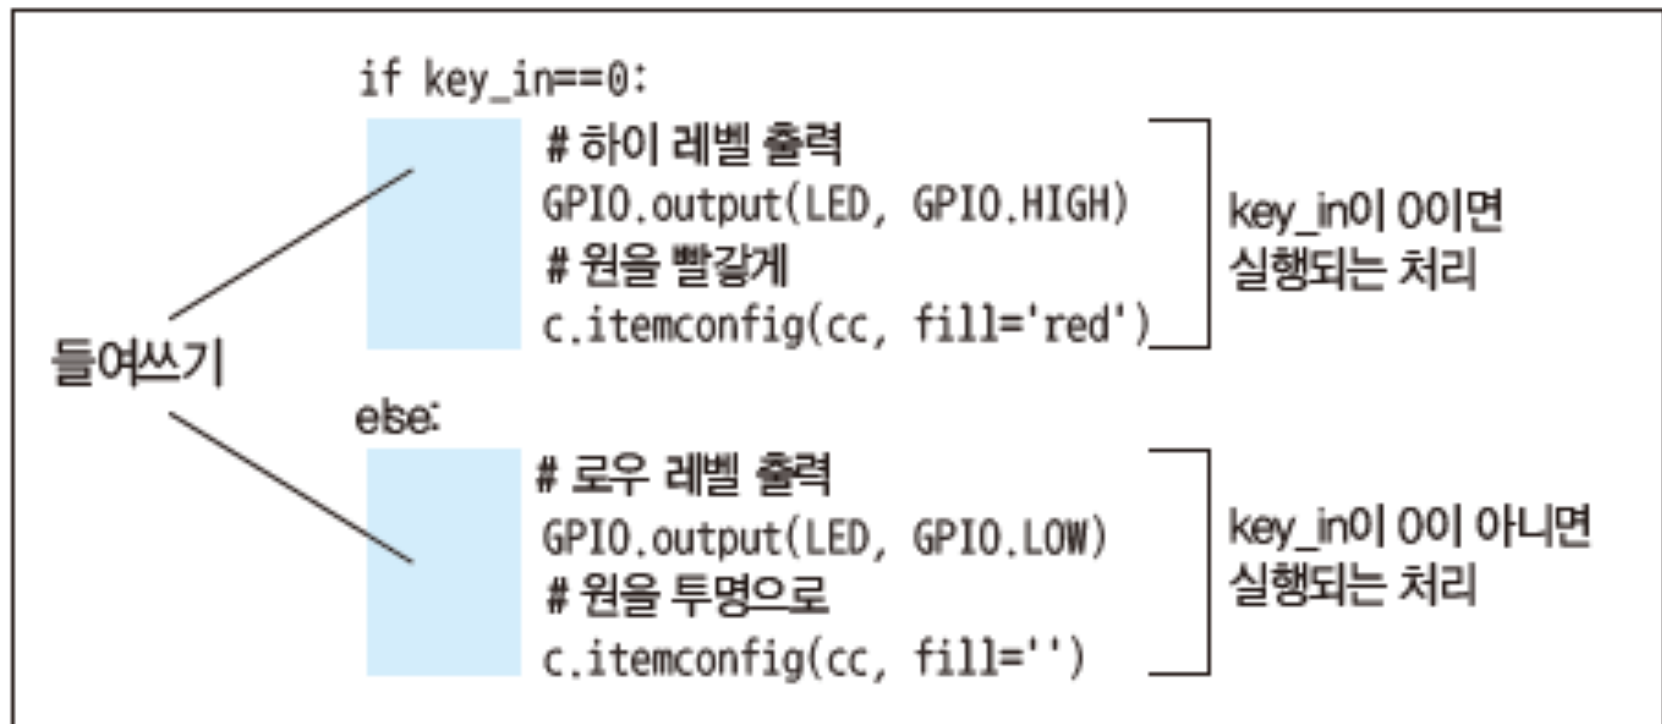 if key_in==0:
# 하이 레벨 출력
GPIO.output(LED, GPIO.HIGH)
# 원을 빨갛게
c.itemconfig(cc, fill='red')
key_in이 0이면
실행되는 처리
들여쓰기
else:
# 로우 레벨 출력
GPIO.output(LED, GPIO.LOW)
# 원을 투명으로
c.itemconfig(cc, fill='')
key_in이 0이 아니면
실행되는 처리